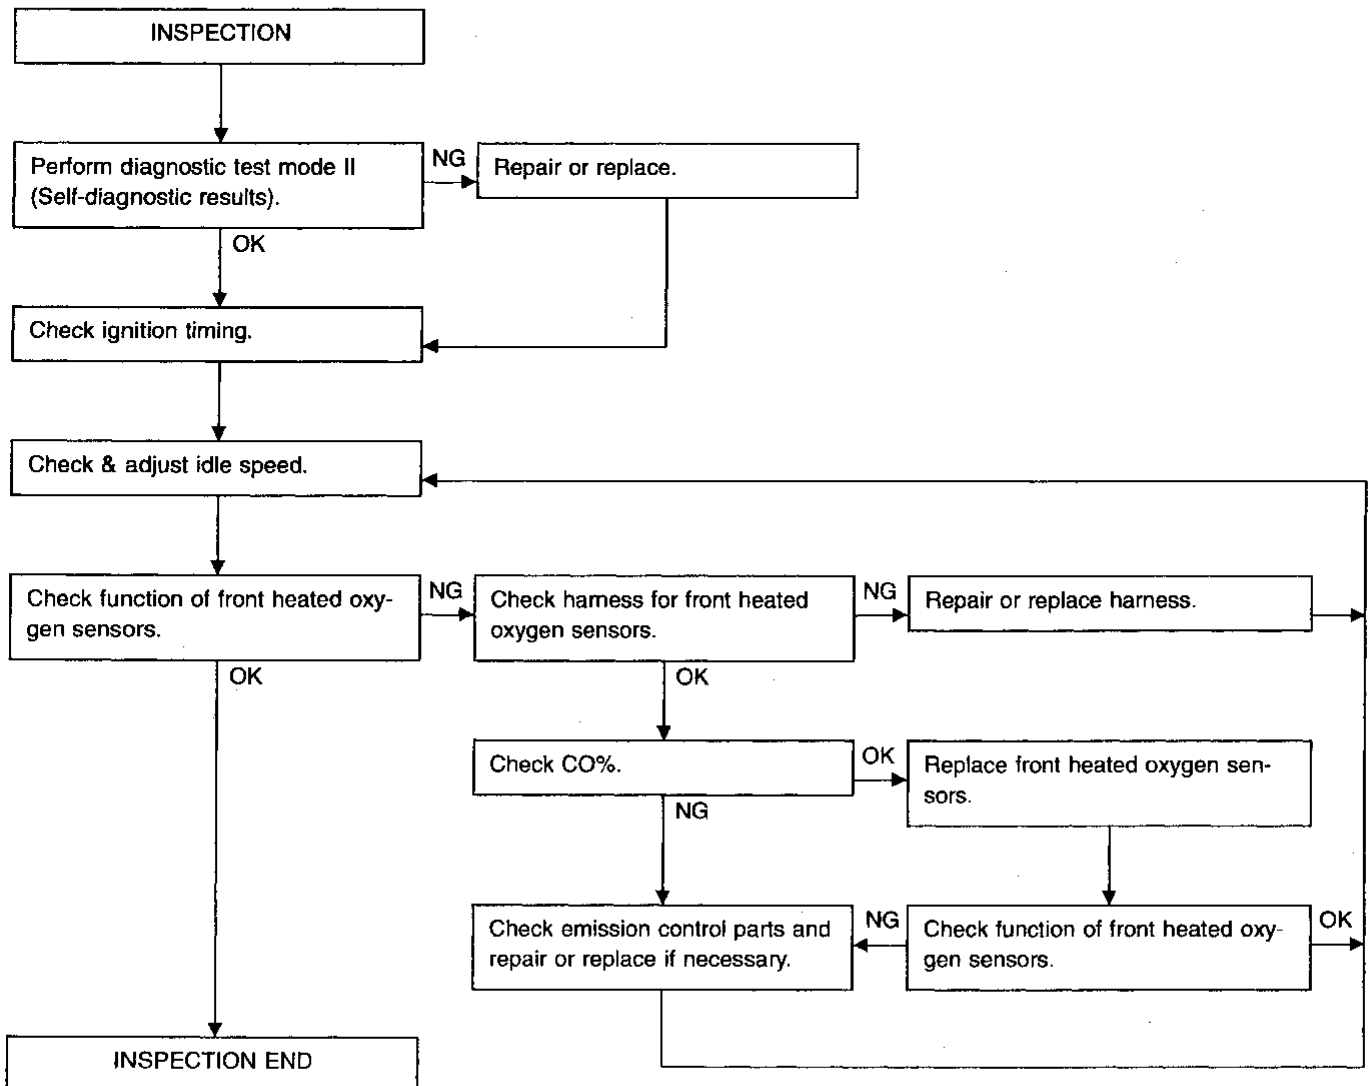 INSPECTION
Perform diagnostic test mode II
(Self-diagnostic results).
NG
Repair or replace.
OK
Check ignition timing.
Check & adjust idle speed.
Check function of front heated oxy-
gen sensors.
NG
Check harness for front heated
oxygen sensors.
NG
Repair or replace harness.
OK
OK
Check CO%.
OK
Replace front heated oxygen sen-
sors.
NG
Check emission control parts and
repair or replace if necessary.
NG
Check function of front heated oxy-
gen sensors.
OK
INSPECTION END